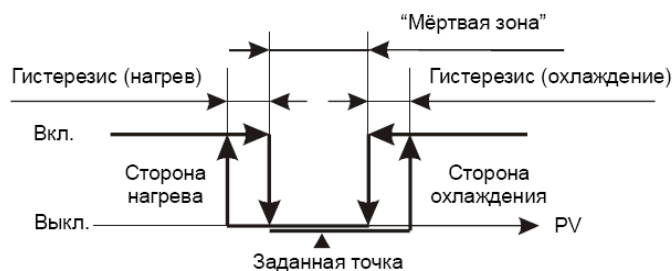 “Мёртвая зона”
Гистерезис (нагрев)
Гистерезис (охлаждение)
Вкл.
Сторона
нагрева
Сторона
охлаждения
Выкл.
PV
Заданная точка